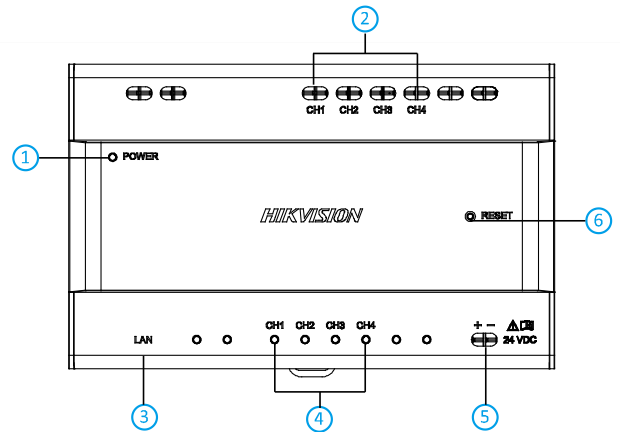 2
CH1 CH2 CH3 CH4
1
POWER
HIKVISION
RESET
6
CH1 CH2 CH3 CH4
+ -
LAN
24 VDC
3
4
5